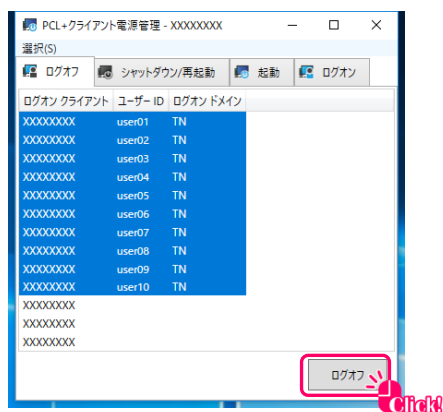 PCL+クライアント電源管理 - XXXXXXXX
選択(S)
ログオフ シャットダウン/再起動 起動 ログオン
ログオン クライアント ユーザー ID ログオンドメイン
XXXXXXXX user01 TN
XXXXXXXX user02 TN
XXXXXXXX user03 TN
XXXXXXXX user04 TN
XXXXXXXX user05 TN
XXXXXXXX user06 TN
XXXXXXXX user07 TN
XXXXXXXX user08 TN
XXXXXXXX user09 TN
XXXXXXXX user10 TN
XXXXXXXX
XXXXXXXX
XXXXXXXX
ログオフ
Click!